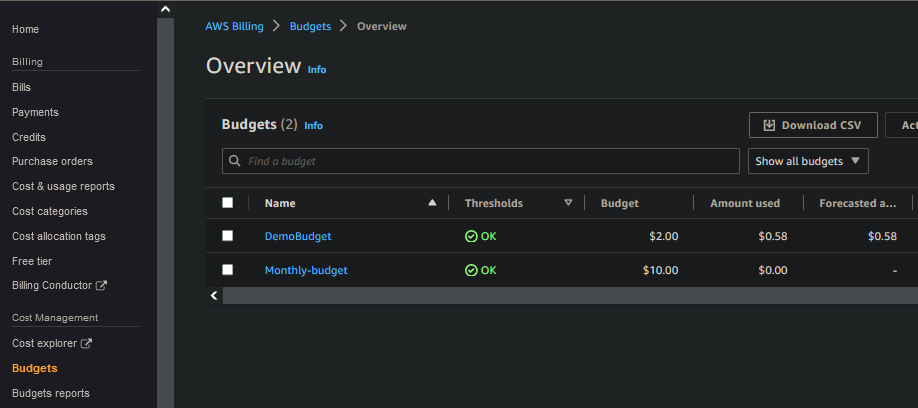 Home
Billing
Bills
Payments
Credits
Purchase orders
Cost & usage reports
Cost categories
Cost allocation tags
Free tier
Billing Conductor
Cost Management
Cost explorer
Budgets
Budgets reports
AWS Billing > Budgets > Overview
Overview Info
Budgets (2) Info
Download CSV
Act
Find a budget
Show all budgets
Name Thresholds Budget Amount used Forecasted a...
DemoBudget OK $2.00 $0.58 $0.58
Monthly-budget OK $10.00 $0.00 -